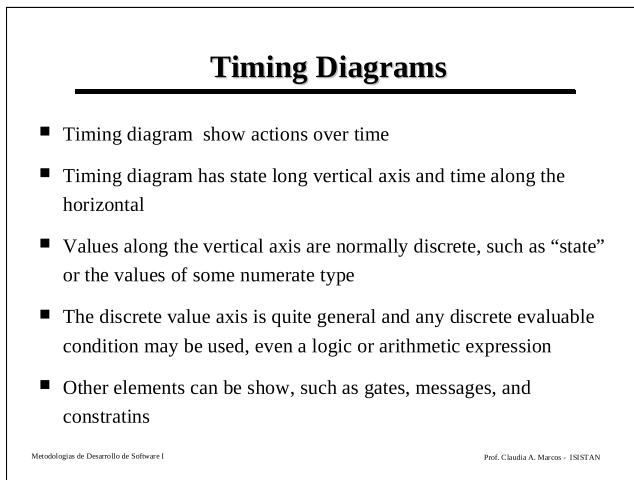 Timing Diagrams
Timing diagram  show actions over time
Timing diagram has state long vertical axis and time along the
horizontal
Values along the vertical axis are normally discrete, such as “state”
or the values of some numerate type
The discrete value axis is quite general and any discrete evaluable
condition may be used, even a logic or arithmetic expression
Other elements can be show, such as gates, messages, and
constratins
Metodologias de Desarrollo de Software I
Prof. Claudia A. Marcos -  ISISTAN